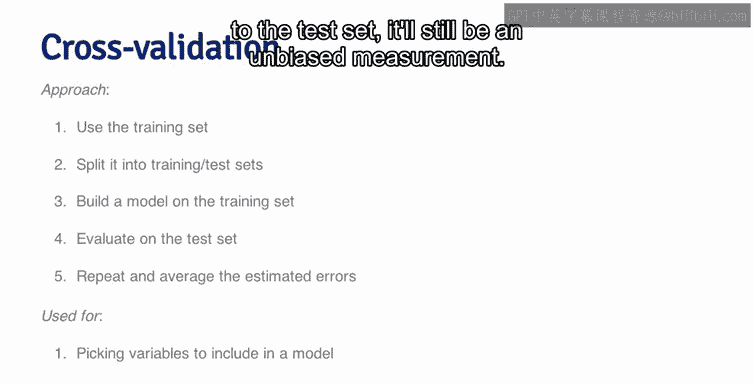 to the test set, it'll still be an
unbiased measurement.
Cross-validation
Approach:
1. Use the training set
2. Split it into training/test sets
3. Build a model on the training set
4. Evaluate on the test set
5. Repeat and average the estimated errors
Used for:
1. Picking variables to include in a model